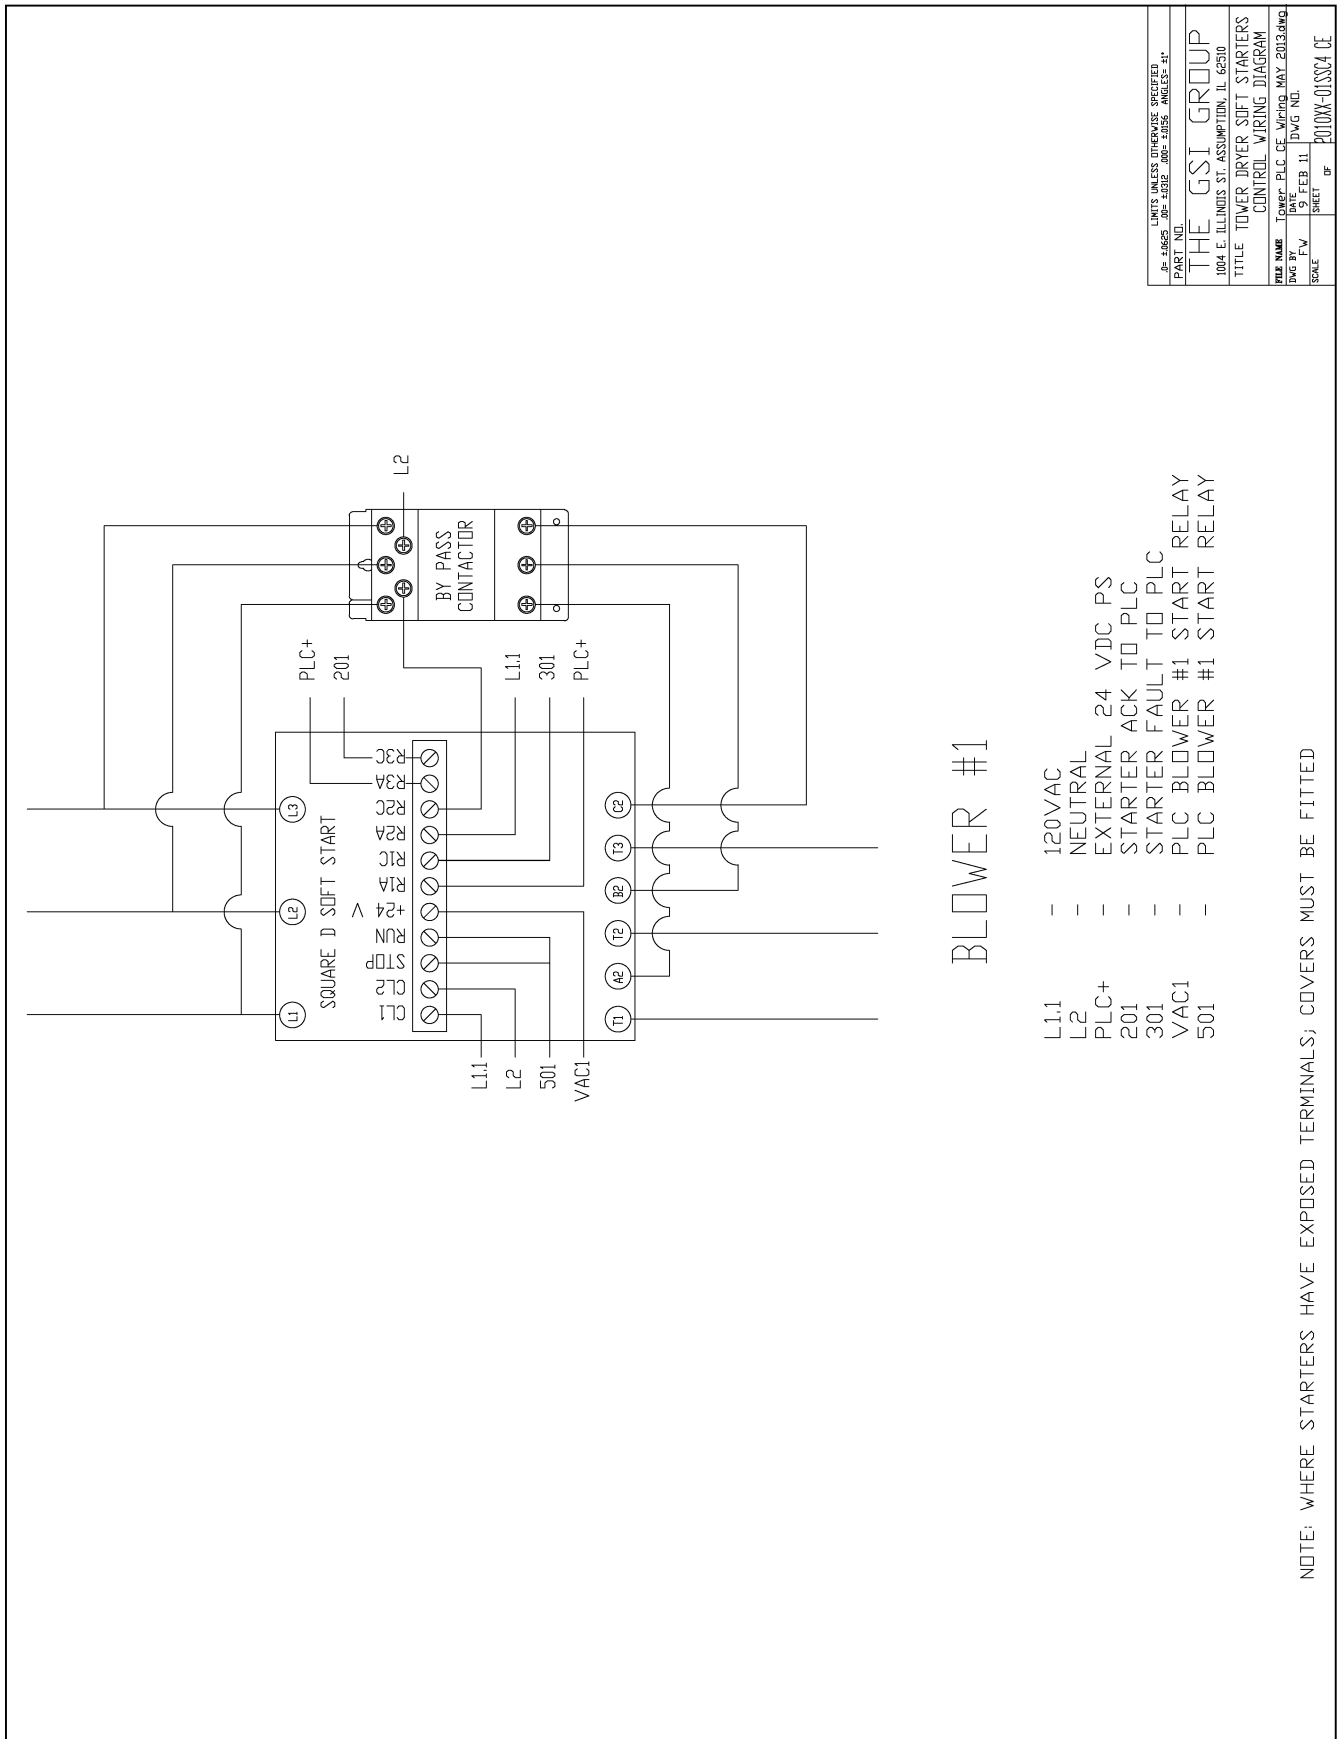 LIMITS UNLESS OTHERWISE SPECIFIED
.0= ±.0625 .00= ±.0312 .000= ±.0156 ANGLES= ±1°
PART NO.
THE GSI GROUP
1004 E. ILLINOIS ST. ASSUMPTION, IL 62510
TITLE TOWER DRYER SOFT STARTERS
CONTROL WIRING DIAGRAM
FILE NAME Tower PLC CE Wiring MAY 2013.dwg
DWG BY FW
DATE 9 FEB 11
DWG NO.
SCALE
SHEET OF
2010XX-01SSC4 CE
L1
L2
L3
SQUARE D SOFT START
CL1
CL2
STOP
RUN
+24 V
R1A
R1C
R2A
R2C
R3A
R3C
L1.1
L2
501
VAC1
PLC+
201
L1.1
301
PLC+
L2
BY PASS
CONTACTOR
T1
A2
T2
B2
T3
C2
BLOWER #1
L1.1 - 120VAC
L2 - NEUTRAL
PLC+ - EXTERNAL 24 VDC PS
201 - STARTER ACK TO PLC
301 - STARTER FAULT TO PLC
VAC1 - PLC BLOWER #1 START RELAY
501 - PLC BLOWER #1 START RELAY
NOTE: WHERE STARTERS HAVE EXPOSED TERMINALS; COVERS MUST BE FITTED